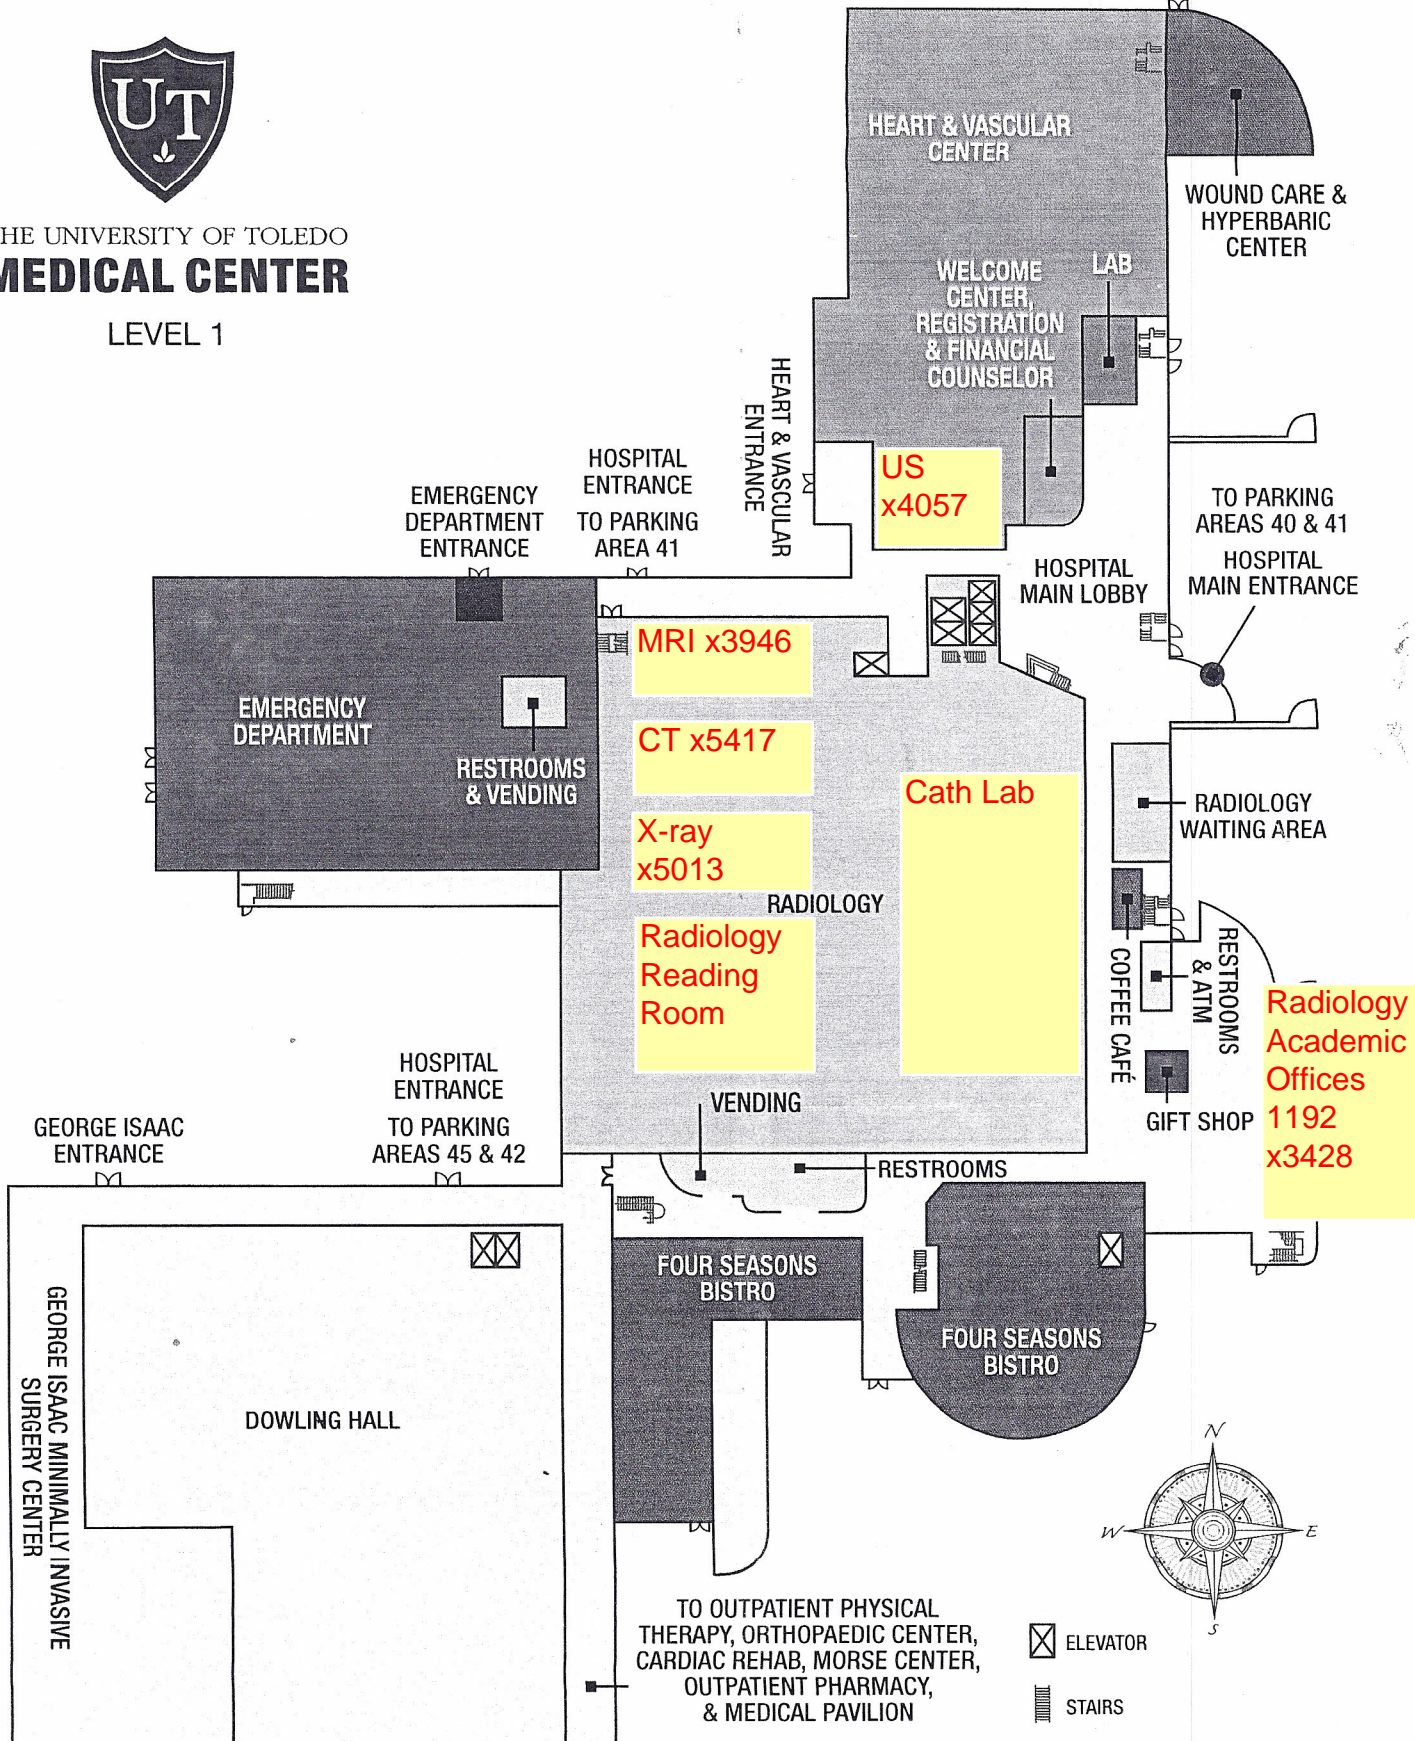 UT
HE UNIVERSITY OF TOLEDO
MEDICAL CENTER
LEVEL 1
HEART & VASCULAR
CENTER
WOUND CARE &
HYPERBARIC
CENTER
WELCOME
CENTER,
REGISTRATION
& FINANCIAL
COUNSELOR
LAB
HEART & VASCULAR
ENTRANCE
HOSPITAL
ENTRANCE
TO PARKING
AREA 41
EMERGENCY
DEPARTMENT
ENTRANCE
US
x4057
TO PARKING
AREAS 40 & 41
HOSPITAL
MAIN ENTRANCE
HOSPITAL
MAIN LOBBY
MRI x3946
EMERGENCY
DEPARTMENT
RESTROOMS
& VENDING
CT x5417
Cath Lab
RADIOLOGY
WAITING AREA
X-ray
x5013
RADIOLOGY
Radiology
Reading
Room
COFFEE CAFÉ
RESTROOMS
& ATM
Radiology
Academic
Offices
1192
x3428
GIFT SHOP
HOSPITAL
ENTRANCE
TO PARKING
AREAS 45 & 42
GEORGE ISAAC
ENTRANCE
VENDING
RESTROOMS
FOUR SEASONS
BISTRO
FOUR SEASONS
BISTRO
GEORGE ISAAC MINIMALLY INVASIVE
SURGERY CENTER
DOWLING HALL
N
W
E
S
TO OUTPATIENT PHYSICAL
THERAPY, ORTHOPAEDIC CENTER,
CARDIAC REHAB, MORSE CENTER,
OUTPATIENT PHARMACY,
& MEDICAL PAVILION
ELEVATOR
STAIRS